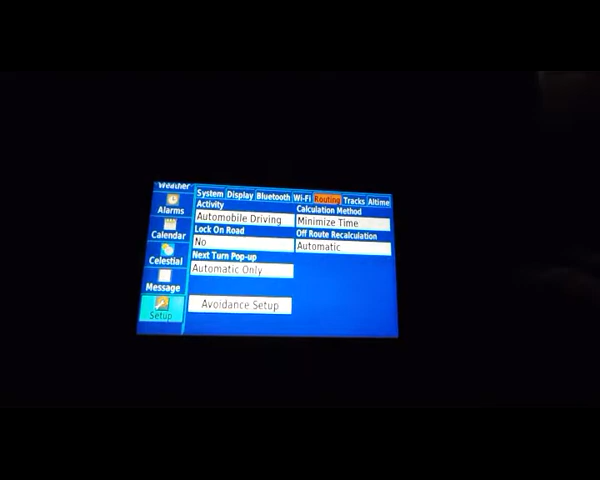 Weather
Alarms
Calendar
Celestial
Message
Setup
System Display Bluetooth Wi-Fi Routing Tracks Altime
Activity
Automobile Driving
Calculation Method
Minimize Time
Lock On Road
No
Off Route Recalculation
Automatic
Next Turn Pop-up
Automatic Only
Avoidance Setup